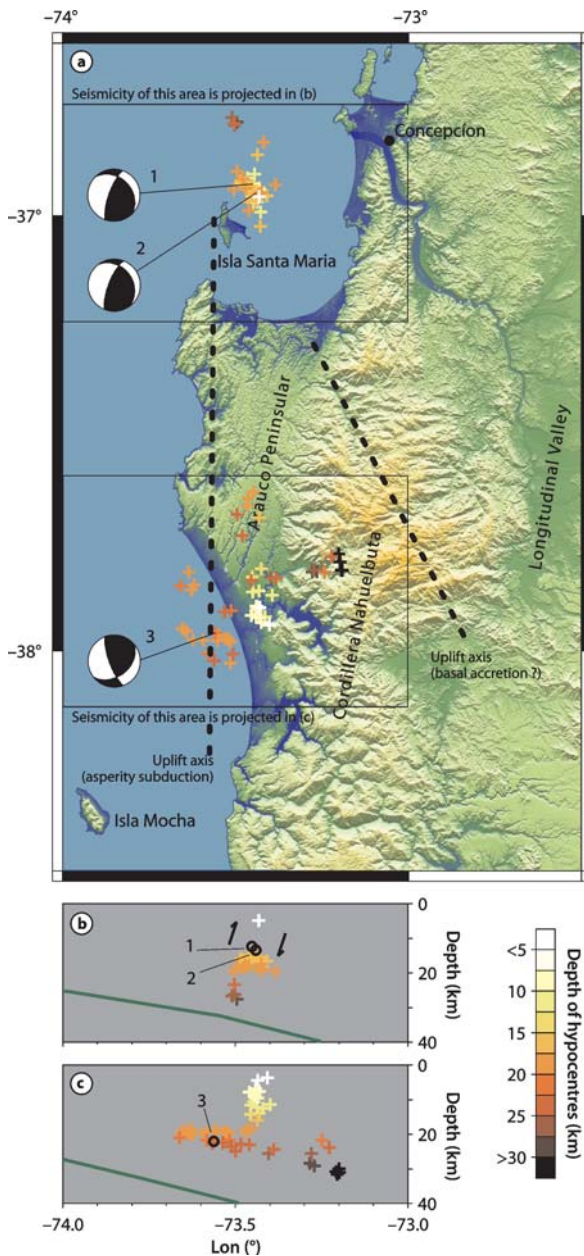 −74°
−73°
a
Seismicity of this area is projected in (b)
Concepcíon
1
−37°
2
Isla Santa Maria
Arauco Peninsular
Longitudinal Valley
Cordillera Nahuelbuta
3
−38°
Uplift axis
(basal accretion ?)
Seismicity of this area is projected in (c)
Uplift axis
(asperity subduction)
Isla Mocha
b
0
1
2
20
Depth (km)
40
c
0
3
20
Depth (km)
40
−74.0
−73.5
−73.0
Lon (°)
<5
10
15
20
25
>30
Depth of hypocentres (km)